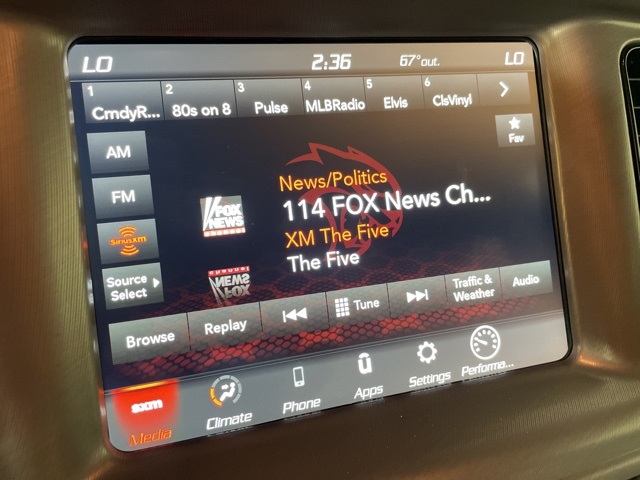 LO 2:36 67°out. LO
1 2 3 4 5 6
CmdyR... 80s on 8 Pulse MLBRadio Elvis ClsVinyl
AM
FM
SiriusXM
Source
Select
Fav
FOX
NEWS
channel
News/Politics
114 FOX News Ch...
XM The Five
The Five
Browse Replay Tune Traffic &
Weather Audio
sxm
Media Climate Phone Apps Settings Performa...